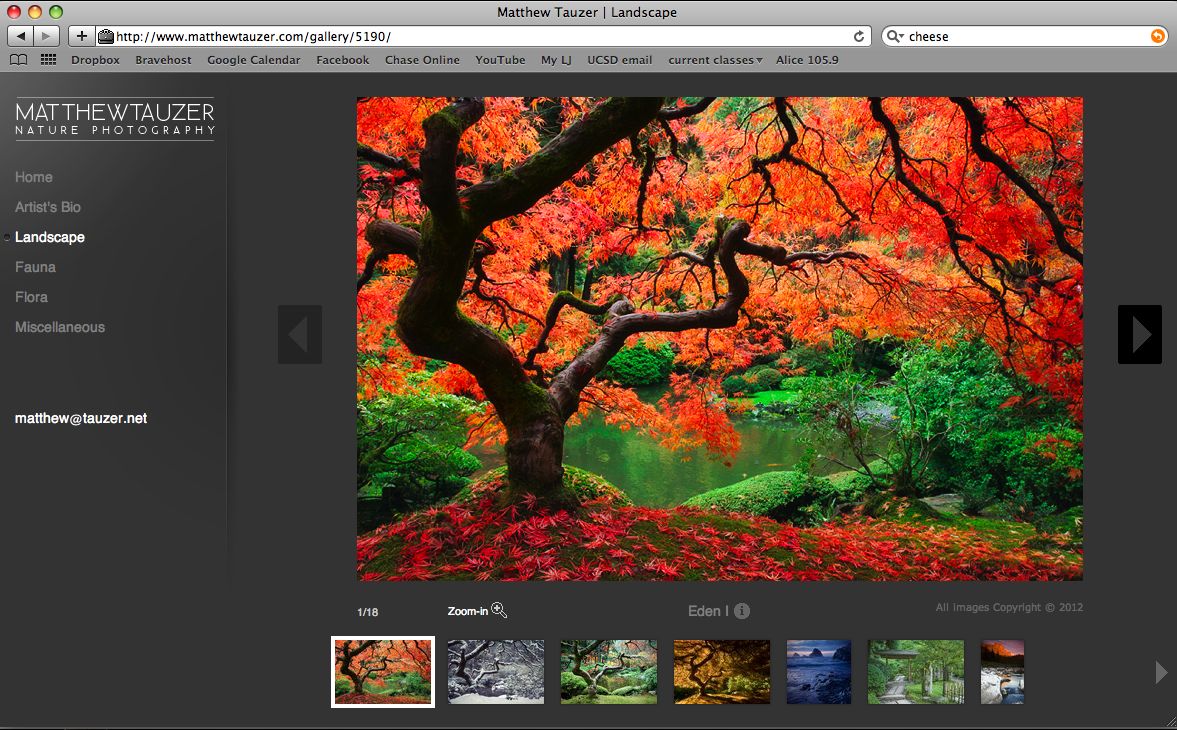 Matthew Tauzer | Landscape
http://www.matthewtauzer.com/gallery/5190/
cheese
Dropbox Bravehost Google Calendar Facebook Chase Online YouTube My LJ UCSD email current classes Alice 105.9
MATTHEWTAUZER
NATURE PHOTOGRAPHY
Home
Artist's Bio
Landscape
Fauna
Flora
Miscellaneous
matthew@tauzer.net
1/18 Zoom-in Eden I All Images Copyright © 2012